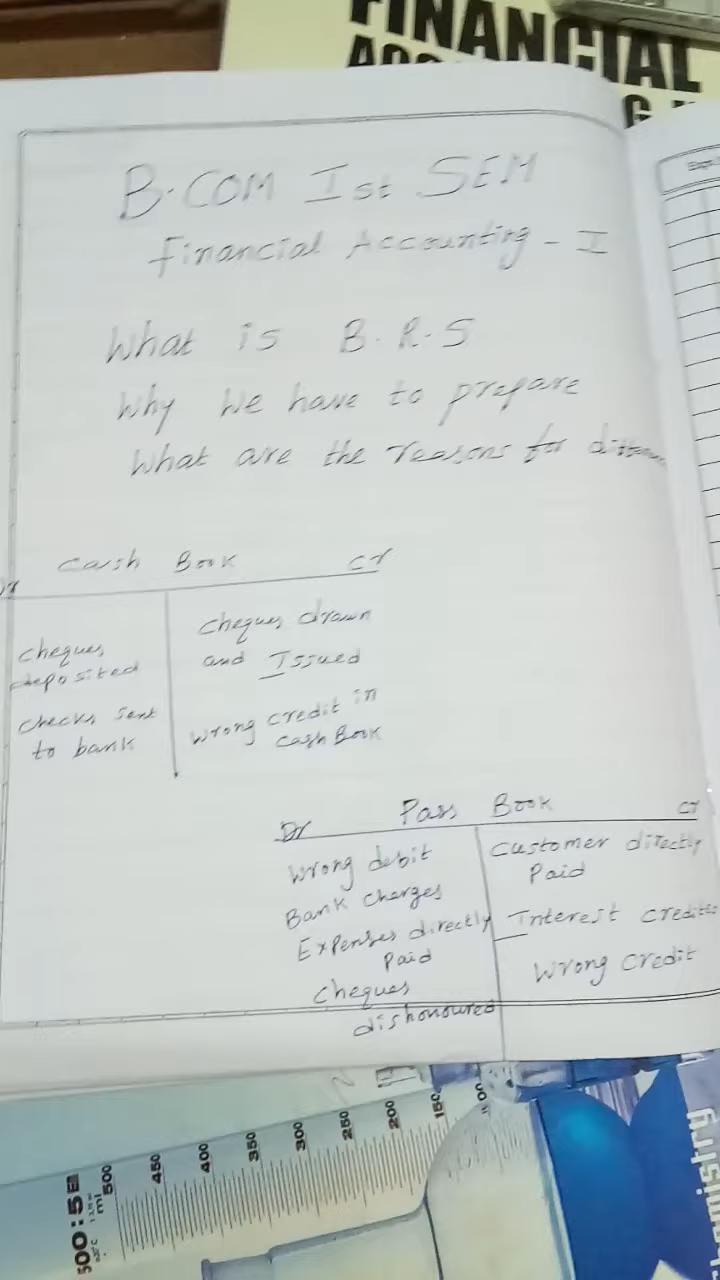 FINANCIAL
B.COM Ist SEM
Financial Accounting - I
What is B.R.S
Why We have to prepare
What are the reasons for
Cash Book Cr
cheques
deposited
checks sent
to bank
cheques drawn
and Issued
wrong credit in
cash Book
Dr Pass Book Cr
Wrong debit
Bank charges
Expenses directly
Paid
cheques
dishonoured
Customer directly
Paid
Interest
Wrong credit
500
450
400
350
300
250
200
150
ml